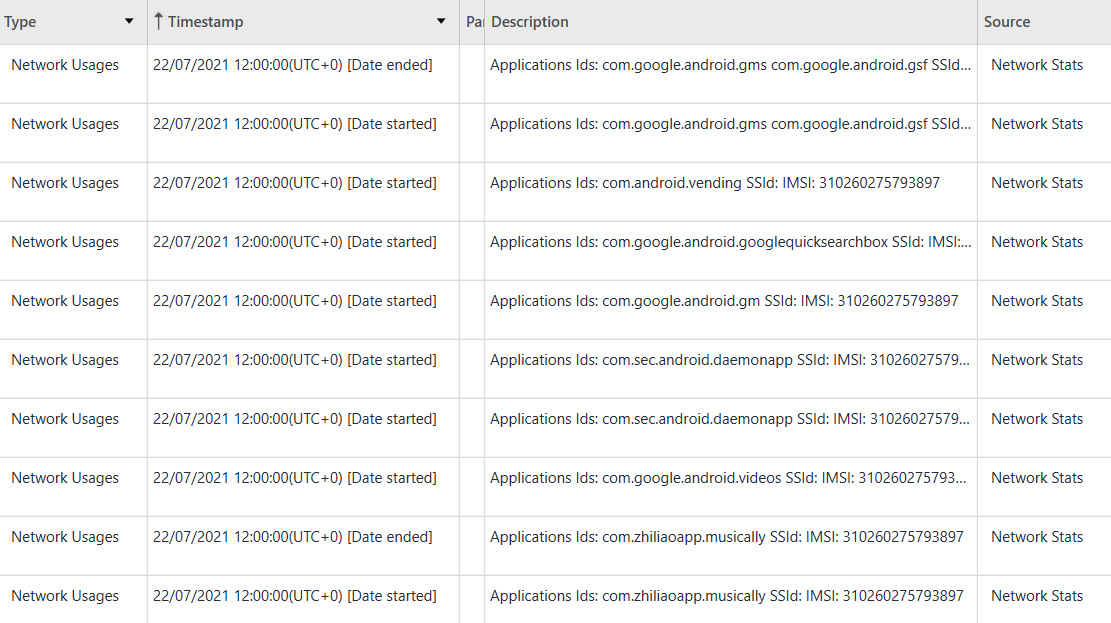 Type ↑ Timestamp Pa Description Source
Network Usages 22/07/2021 12:00:00(UTC+0) [Date ended] Applications Ids: com.google.android.gms com.google.android.gsf SSId... Network Stats
Network Usages 22/07/2021 12:00:00(UTC+0) [Date started] Applications Ids: com.google.android.gms com.google.android.gsf SSId... Network Stats
Network Usages 22/07/2021 12:00:00(UTC+0) [Date started] Applications Ids: com.android.vending SSId: IMSI: 310260275793897 Network Stats
Network Usages 22/07/2021 12:00:00(UTC+0) [Date started] Applications Ids: com.google.android.googlequicksearchbox SSId: IMSI:... Network Stats
Network Usages 22/07/2021 12:00:00(UTC+0) [Date started] Applications Ids: com.google.android.gm SSId: IMSI: 310260275793897 Network Stats
Network Usages 22/07/2021 12:00:00(UTC+0) [Date started] Applications Ids: com.sec.android.daemonapp SSId: IMSI: 31026027579... Network Stats
Network Usages 22/07/2021 12:00:00(UTC+0) [Date started] Applications Ids: com.sec.android.daemonapp SSId: IMSI: 31026027579... Network Stats
Network Usages 22/07/2021 12:00:00(UTC+0) [Date started] Applications Ids: com.google.android.videos SSId: IMSI: 310260275793... Network Stats
Network Usages 22/07/2021 12:00:00(UTC+0) [Date ended] Applications Ids: com.zhiliaoapp.musically SSId: IMSI: 310260275793897 Network Stats
Network Usages 22/07/2021 12:00:00(UTC+0) [Date started] Applications Ids: com.zhiliaoapp.musically SSId: IMSI: 310260275793897 Network Stats